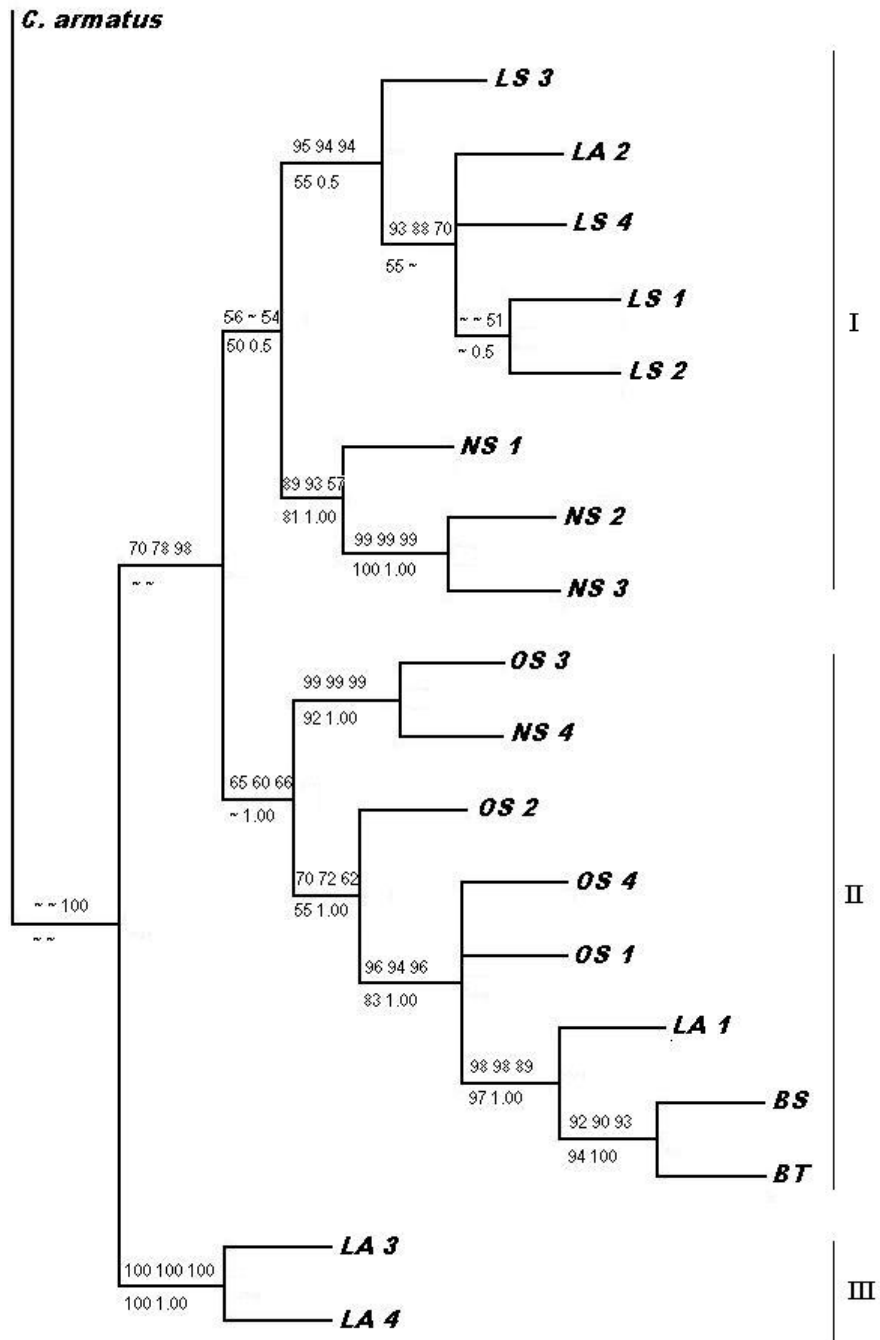 C. armatus
LS 3
95 94 94
LA 2
55 0.5
LS 4
93 88 70
55 ~
LS 1
56 ~ 54
~ ~ 51
I
50 0.5
~ 0.5
LS 2
NS 1
89 93 57
81 1.00
NS 2
99 99 99
70 78 98
100 1.00
~ ~
NS 3
OS 3
99 99 99
92 1.00
NS 4
65 60 66
~ 1.00
OS 2
70 72 62
OS 4
II
~ ~ 100
55 1.00
~ ~
OS 1
96 94 96
83 1.00
LA 1
98 98 89
97 1.00
BS
92 90 93
94 100
BT
LA 3
100 100 100
III
100 1.00
LA 4